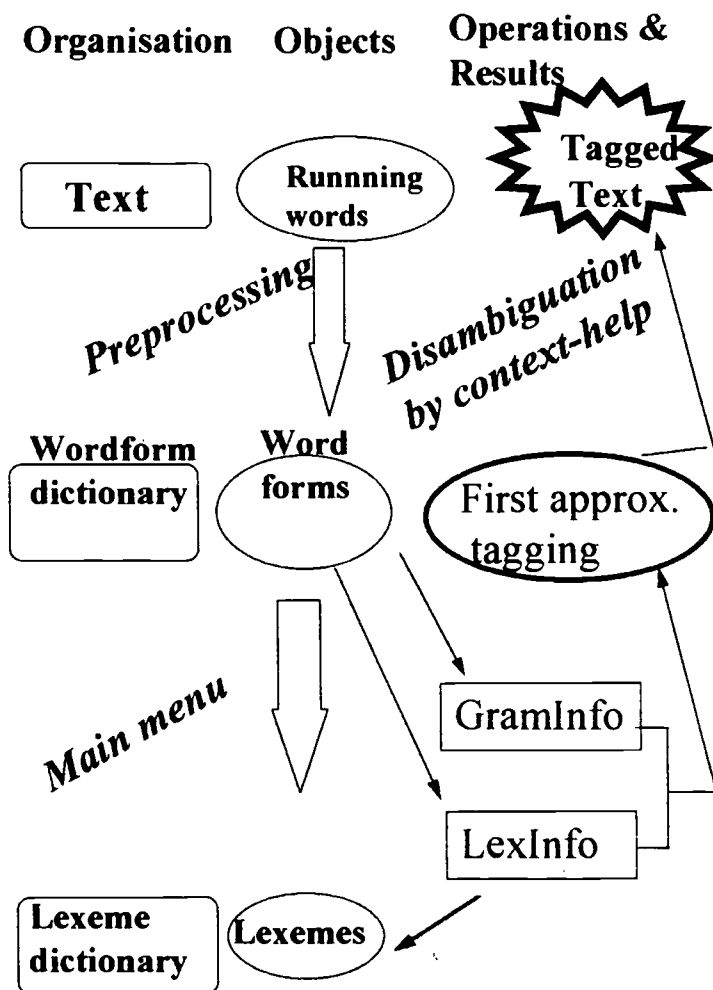 Organisation Objects Operations &
Results
Text
Runnning
words
Tagged
Text
Preprocessing
Disambiguation
by context-help
Wordform
dictionary
Word
forms
First approx.
tagging
Main menu
GramInfo
LexInfo
Lexeme
dictionary
Lexemes